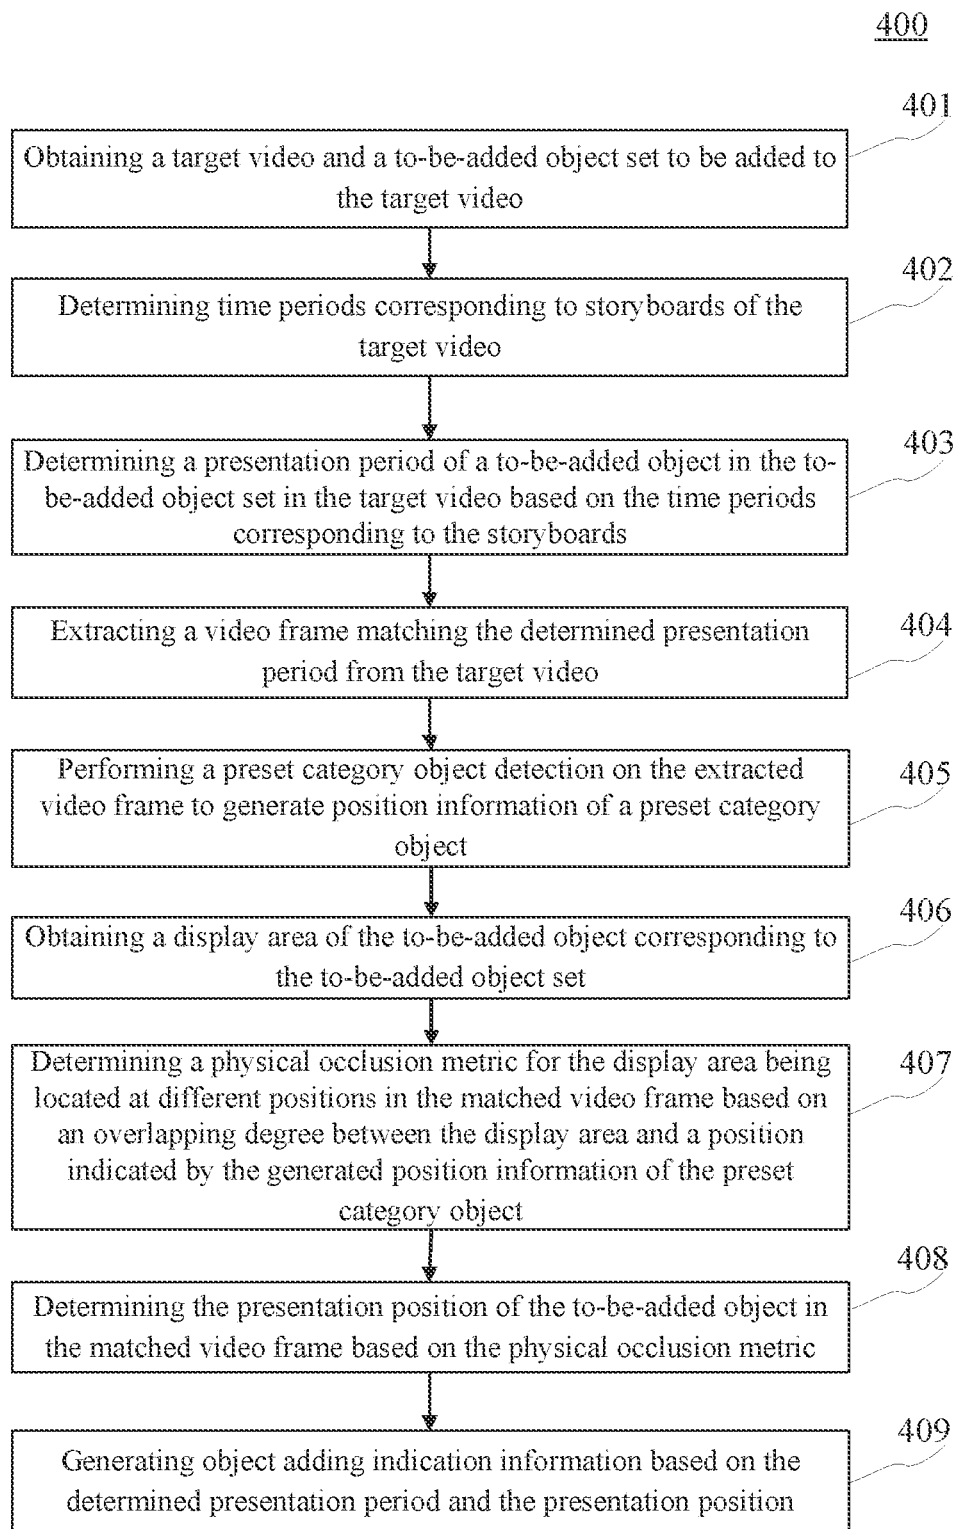 400
401
Obtaining a target video and a to-be-added object set to be added to
the target video
402
Determining time periods corresponding to storyboards of the
target video
403
Determining a presentation period of a to-be-added object in the to-
be-added object set in the target video based on the time periods
corresponding to the storyboards
404
Extracting a video frame matching the determined presentation
period from the target video
405
Performing a preset category object detection on the extracted
video frame to generate position information of a preset category
object
406
Obtaining a display area of the to-be-added object corresponding to
the to-be-added object set
407
Determining a physical occlusion metric for the display area being
located at different positions in the matched video frame based on
an overlapping degree between the display area and a position
indicated by the generated position information of the preset
category object
408
Determining the presentation position of the to-be-added object in
the matched video frame based on the physical occlusion metric
409
Generating object adding indication information based on the
determined presentation period and the presentation position